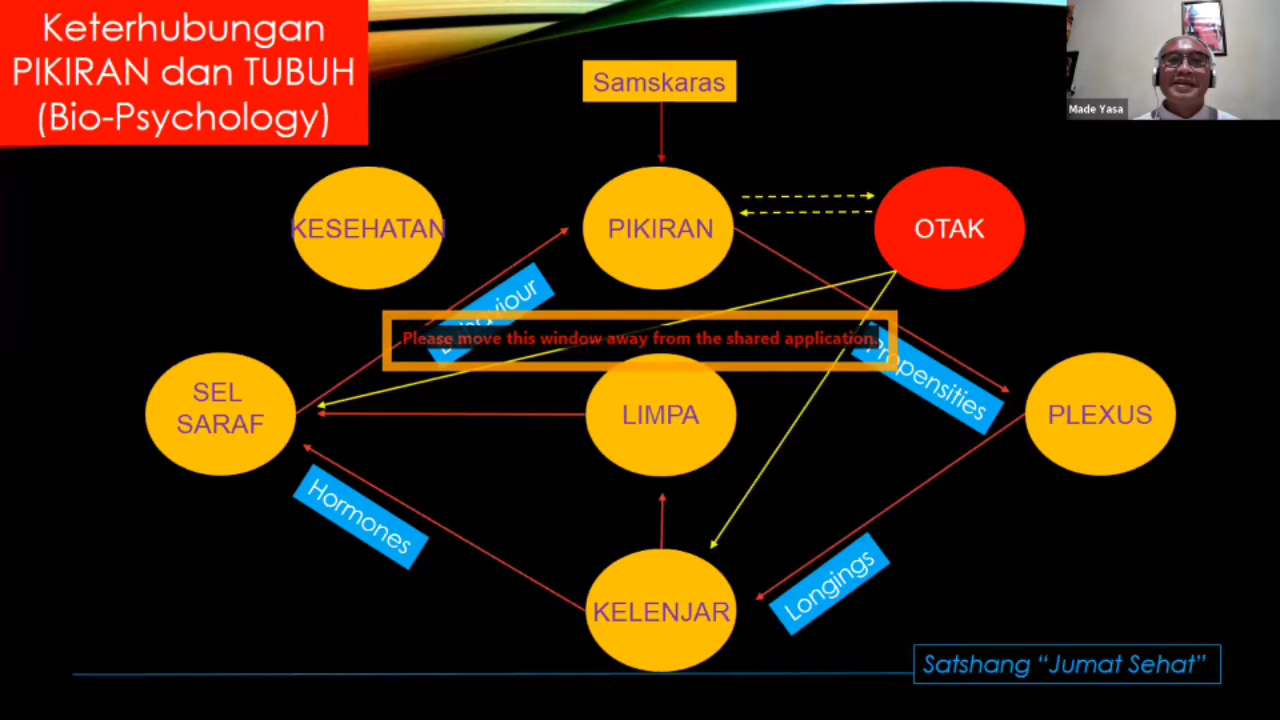 Keterhubungan
PIKIRAN dan TUBUH
(Bio-Psychology)
Samskaras
Made Yasa
KESEHATAN
PIKIRAN
OTAK
Please move this window away from the shared application.
Propensities
SEL
SARAF
LIMPA
PLEXUS
Hormones
KELENJAR
Longings
Satshang “Jumat Sehat”